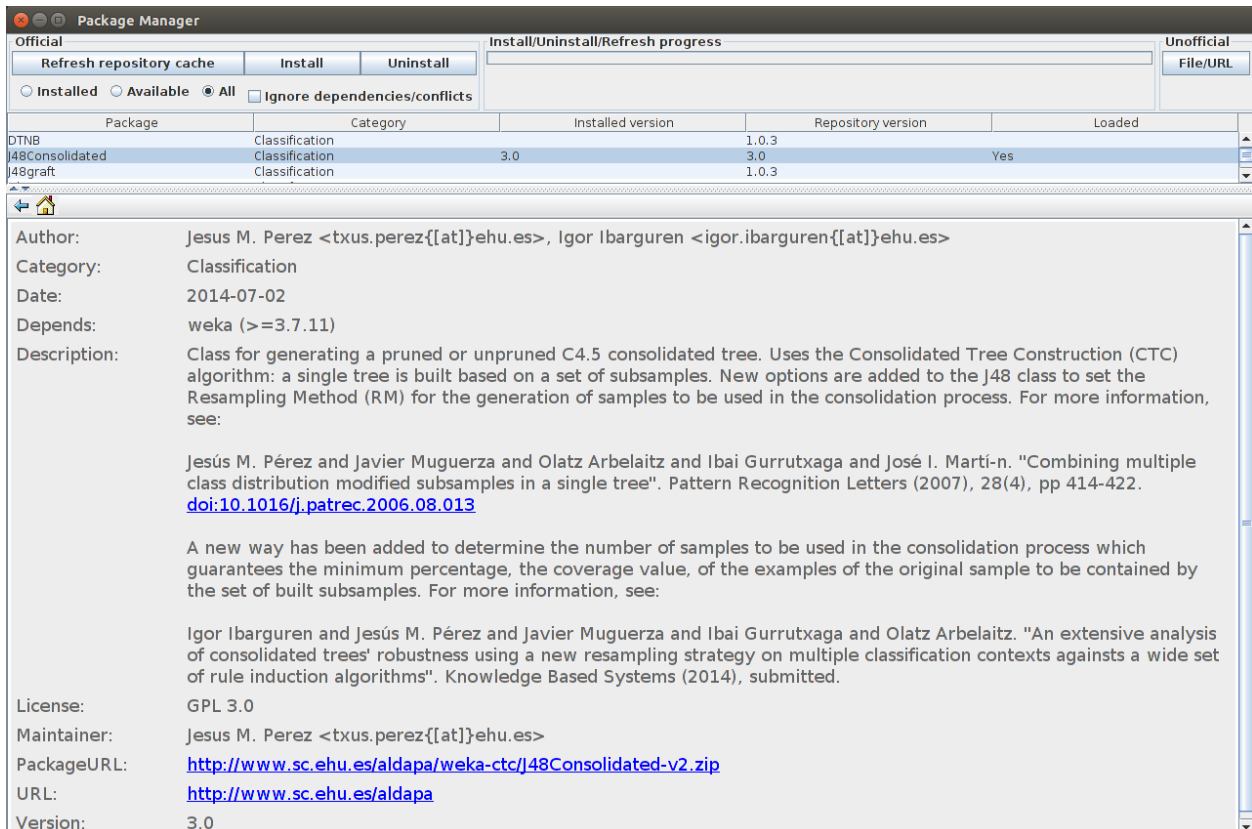 Package Manager
Official
Install/Uninstall/Refresh progress
Unofficial
Refresh repository cache
Install
Uninstall
File/URL
Installed
Available
All
Ignore dependencies/conflicts
Package Category Installed version Repository version Loaded
DTNB Classification 1.0.3
J48Consolidated Classification 3.0 3.0 Yes
J48graft Classification 1.0.3
Author: Jesus M. Perez <txus.perez{[at]}ehu.es>, Igor Ibarguren <igor.ibarguren{[at]}ehu.es>
Category: Classification
Date: 2014-07-02
Depends: weka (>=3.7.11)
Description: Class for generating a pruned or unpruned C4.5 consolidated tree. Uses the Consolidated Tree Construction (CTC)
algorithm: a single tree is built based on a set of subsamples. New options are added to the J48 class to set the
Resampling Method (RM) for the generation of samples to be used in the consolidation process. For more information,
see:
Jesús M. Pérez and Javier Muguerza and Olatz Arbelaitz and Ibai Gurrutxaga and José I. Martí-n. "Combining multiple
class distribution modified subsamples in a single tree". Pattern Recognition Letters (2007), 28(4), pp 414-422.
doi:10.1016/j.patrec.2006.08.013
A new way has been added to determine the number of samples to be used in the consolidation process which
guarantees the minimum percentage, the coverage value, of the examples of the original sample to be contained by
the set of built subsamples. For more information, see:
Igor Ibarguren and Jesús M. Pérez and Javier Muguerza and Ibai Gurrutxaga and Olatz Arbelaitz. "An extensive analysis
of consolidated trees' robustness using a new resampling strategy on multiple classification contexts againsts a wide set
of rule induction algorithms". Knowledge Based Systems (2014), submitted.
License: GPL 3.0
Maintainer: Jesus M. Perez <txus.perez{[at]}ehu.es>
PackageURL: http://www.sc.ehu.es/aldapa/weka-ctc/J48Consolidated-v2.zip
URL: http://www.sc.ehu.es/aldapa
Version: 3.0